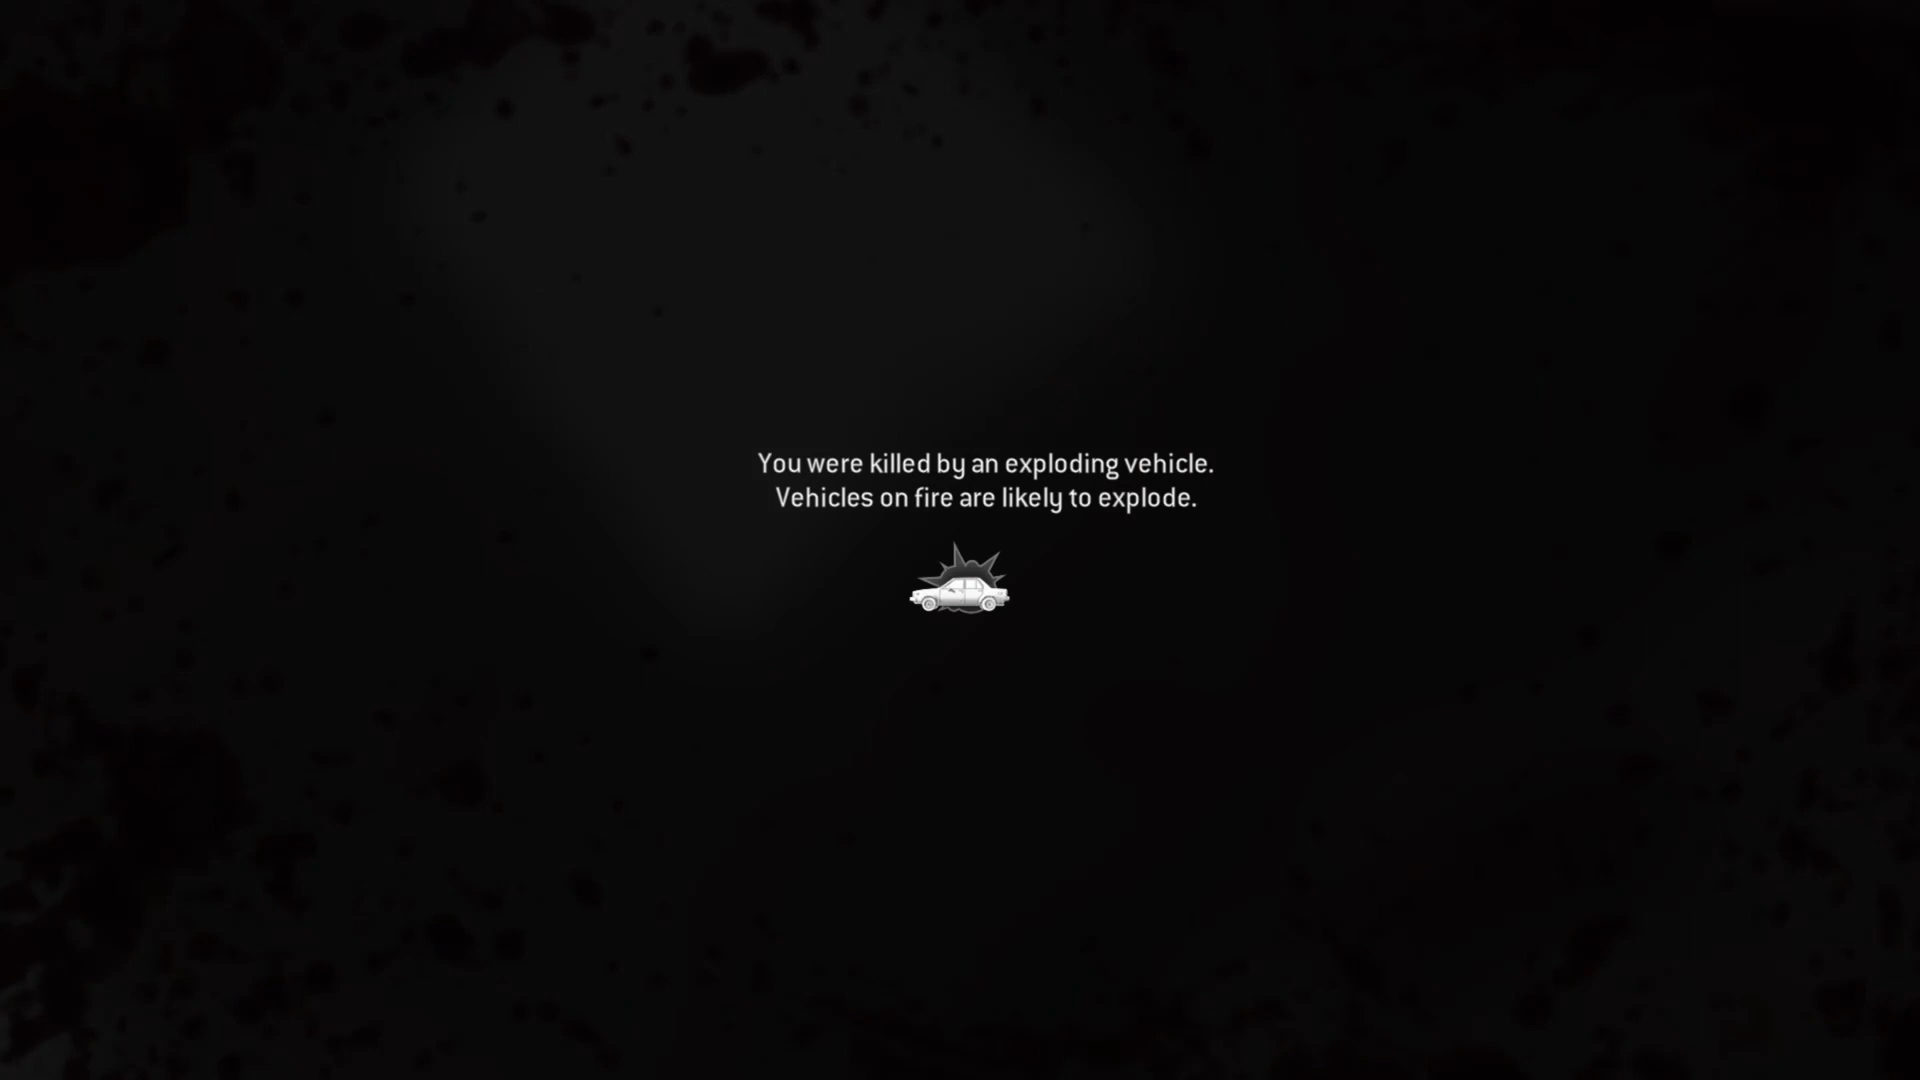 You were killed by an exploding vehicle.
Vehicles on fire are likely to explode.